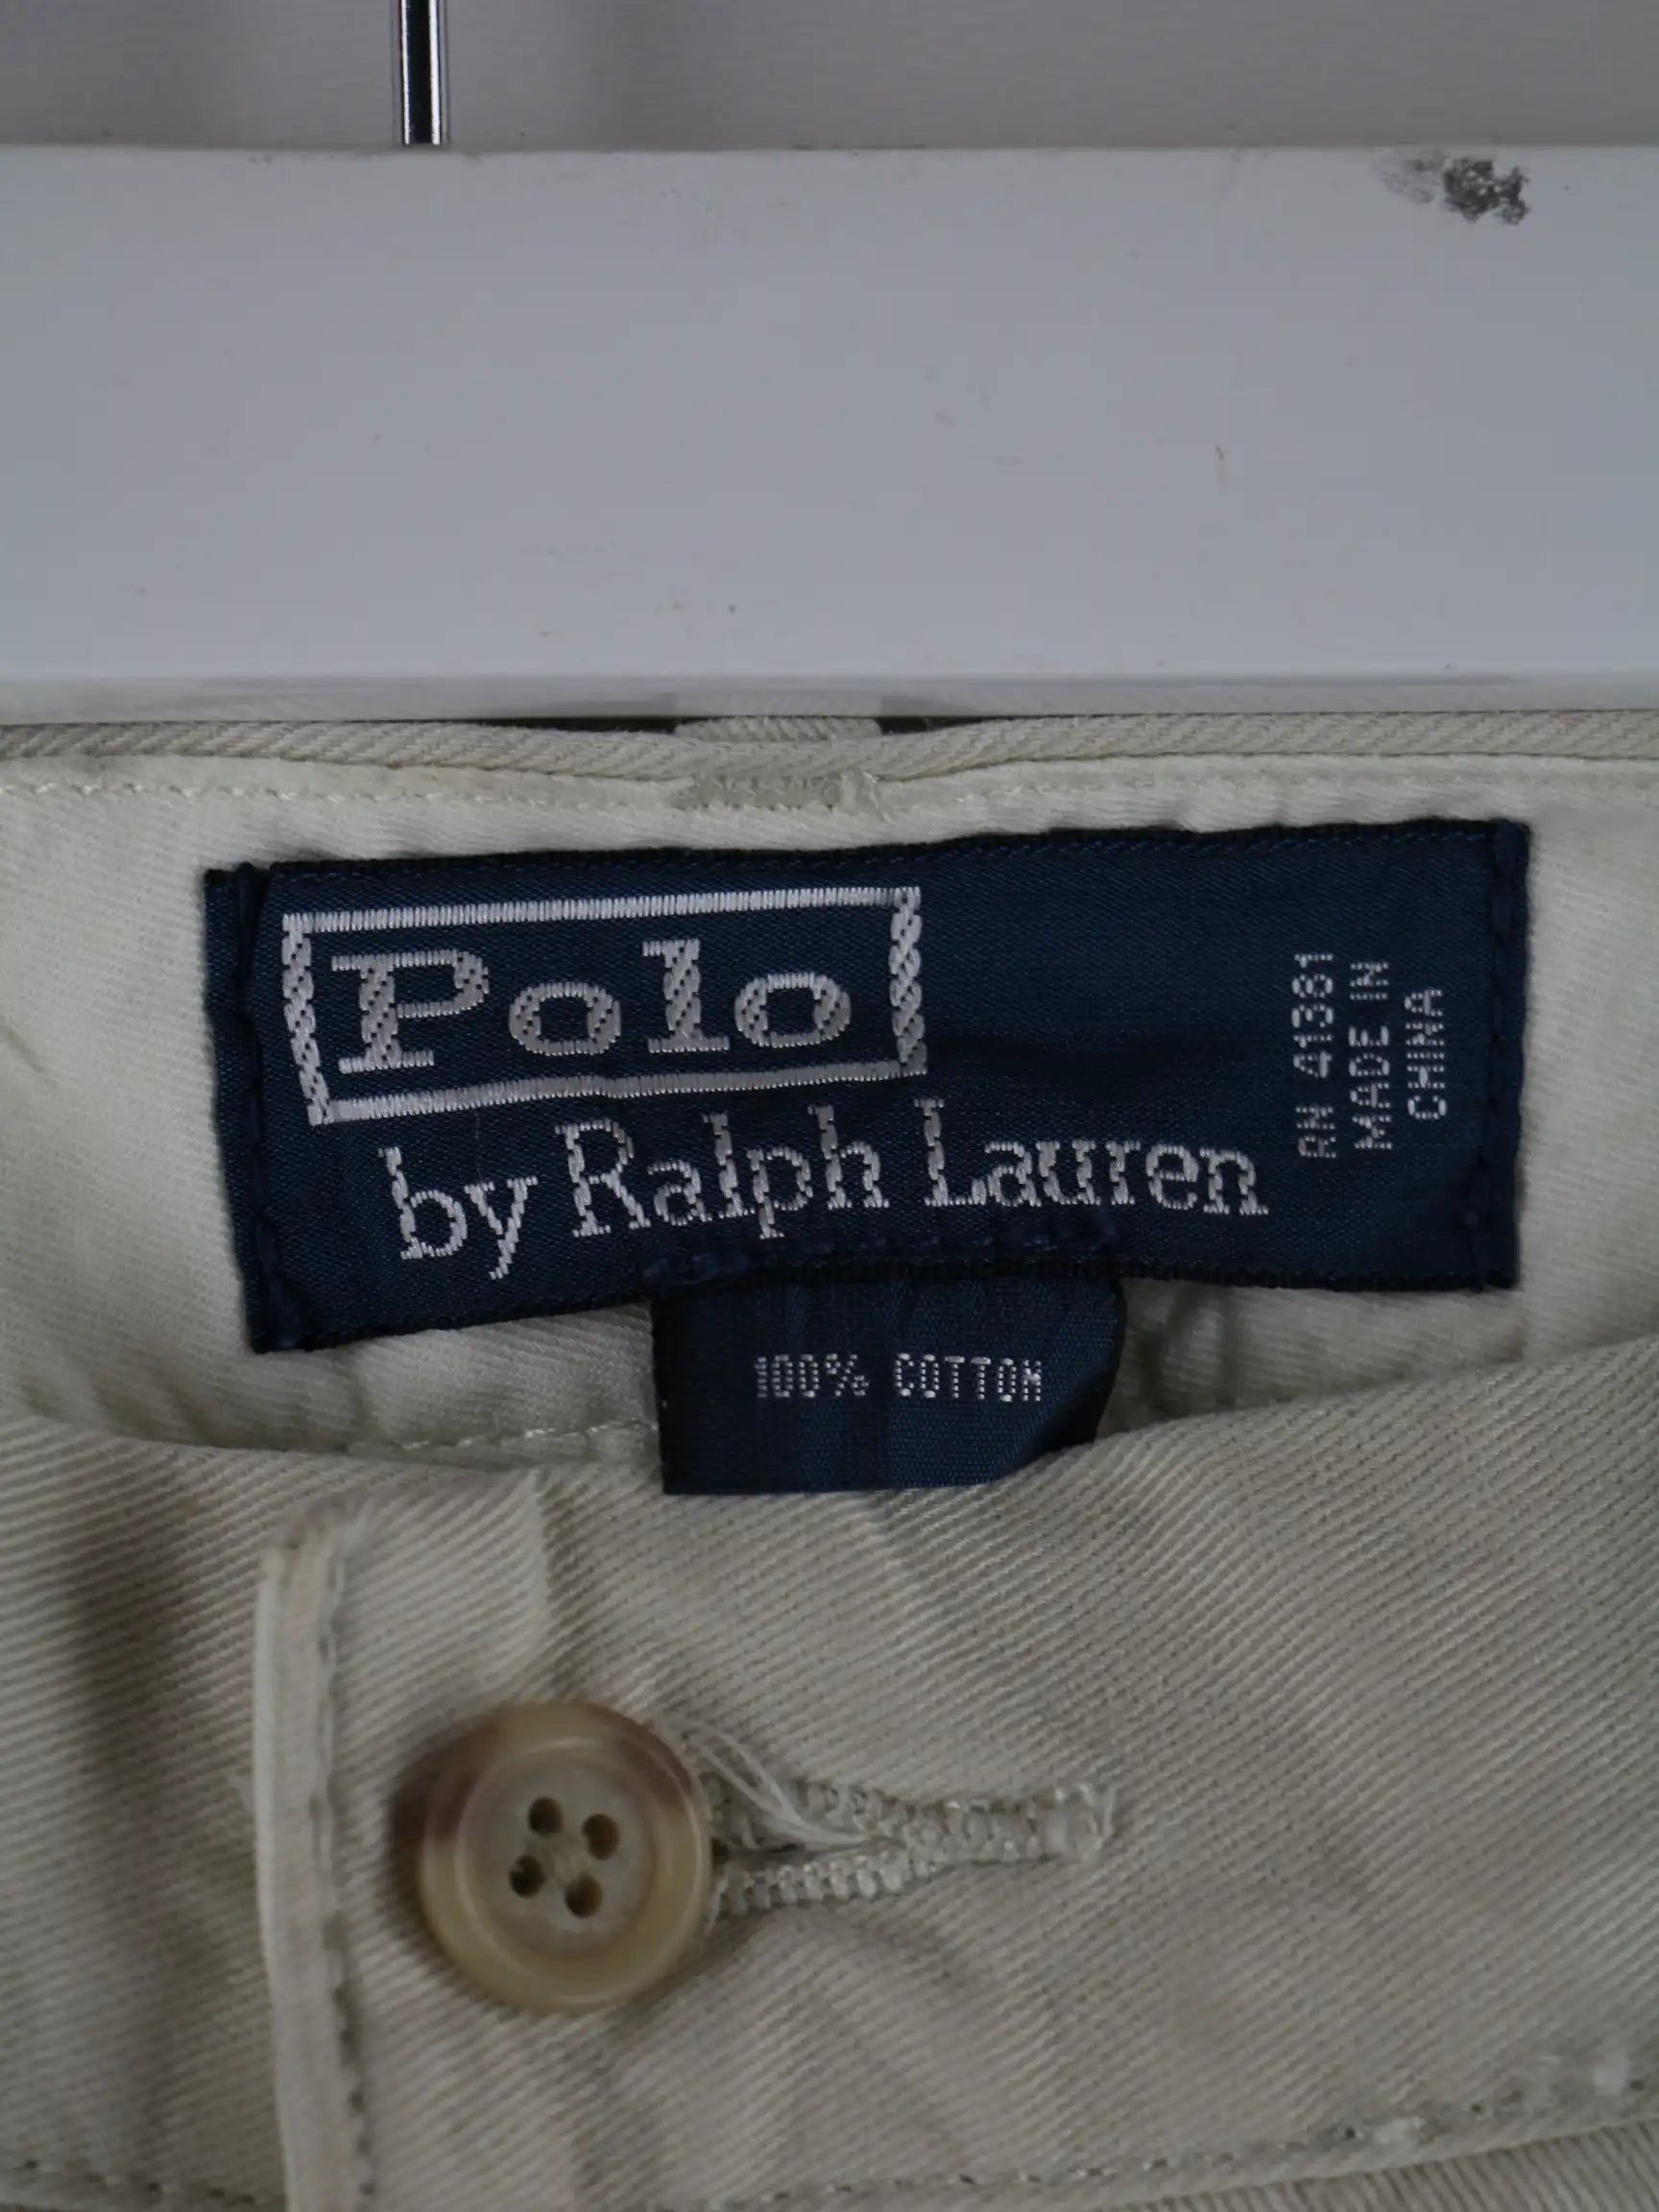 Polo
by Ralph Lauren
RN 41381
MADE IN
CHINA
100% COTTON